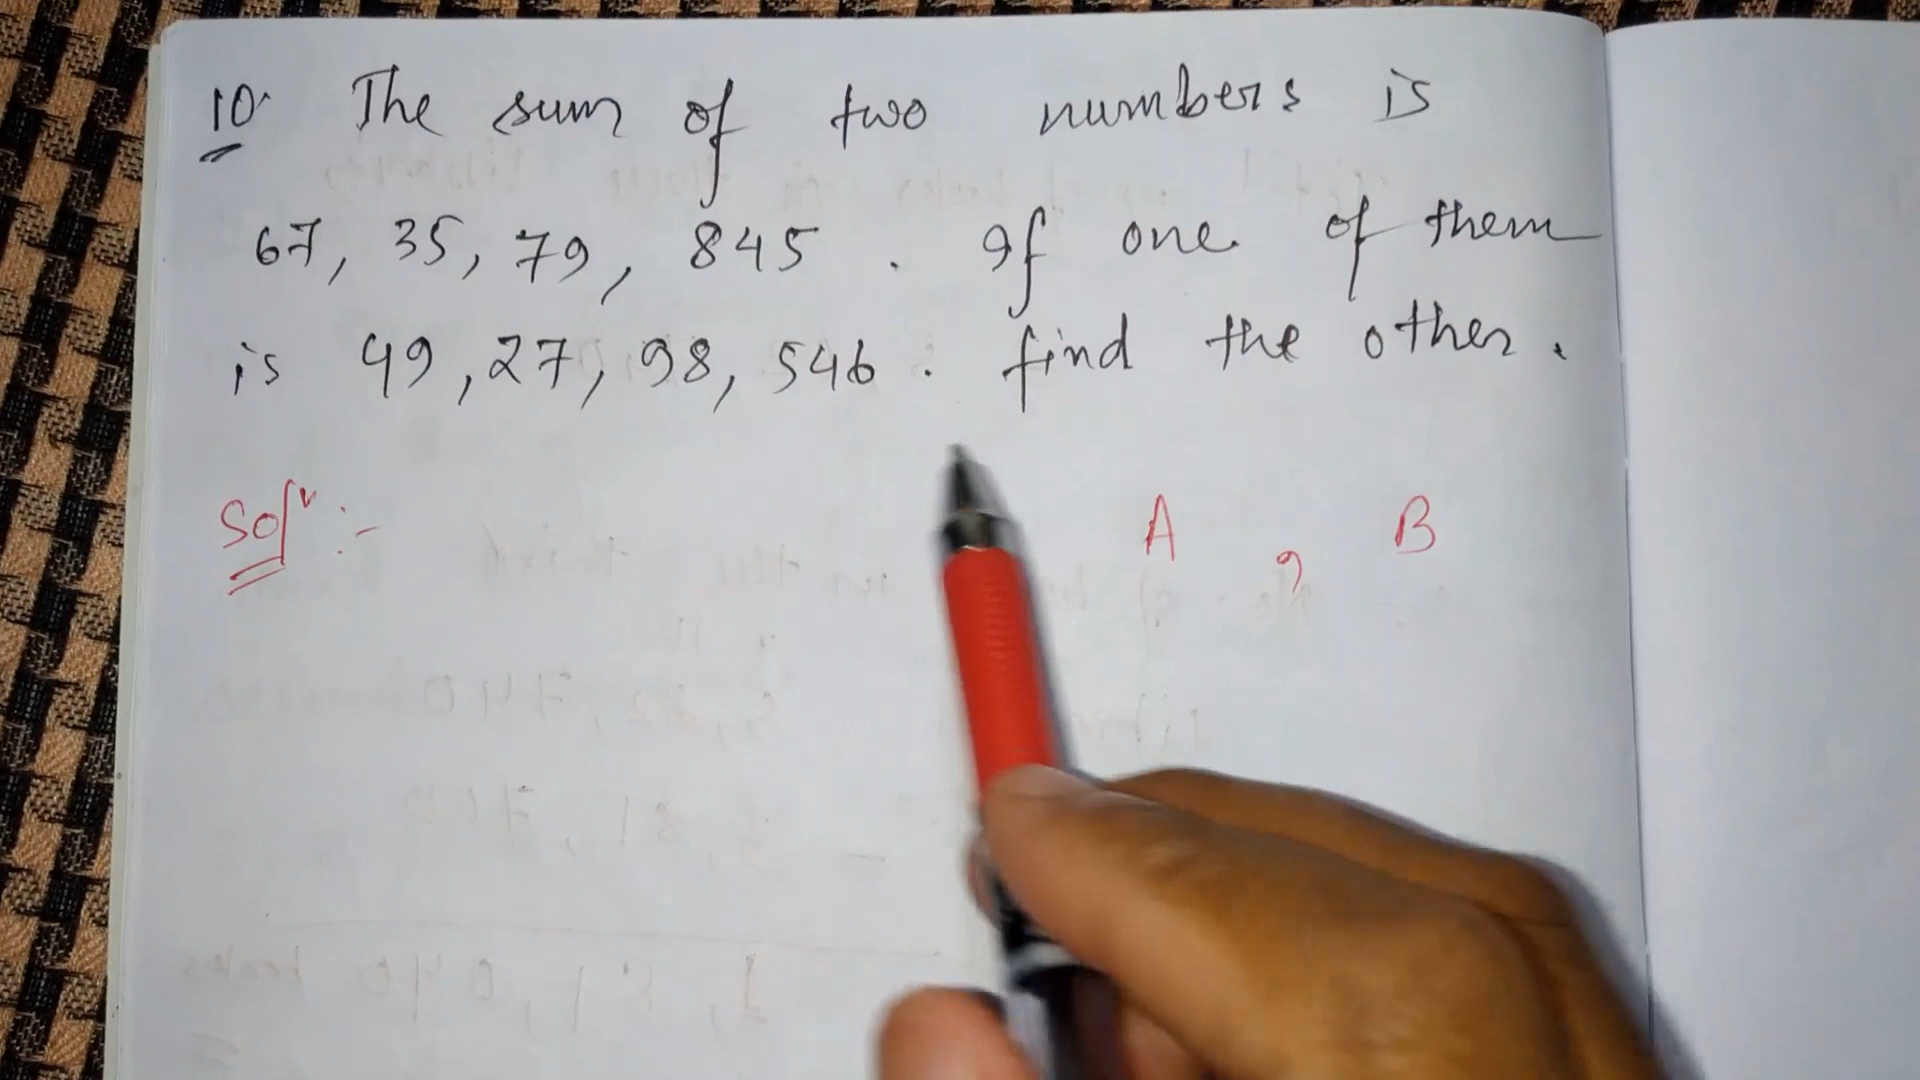 10. The sum of two numbers is
67, 35, 79, 845. If one of them
is 49, 27, 98, 546. find the other.
Sol :-
A , B